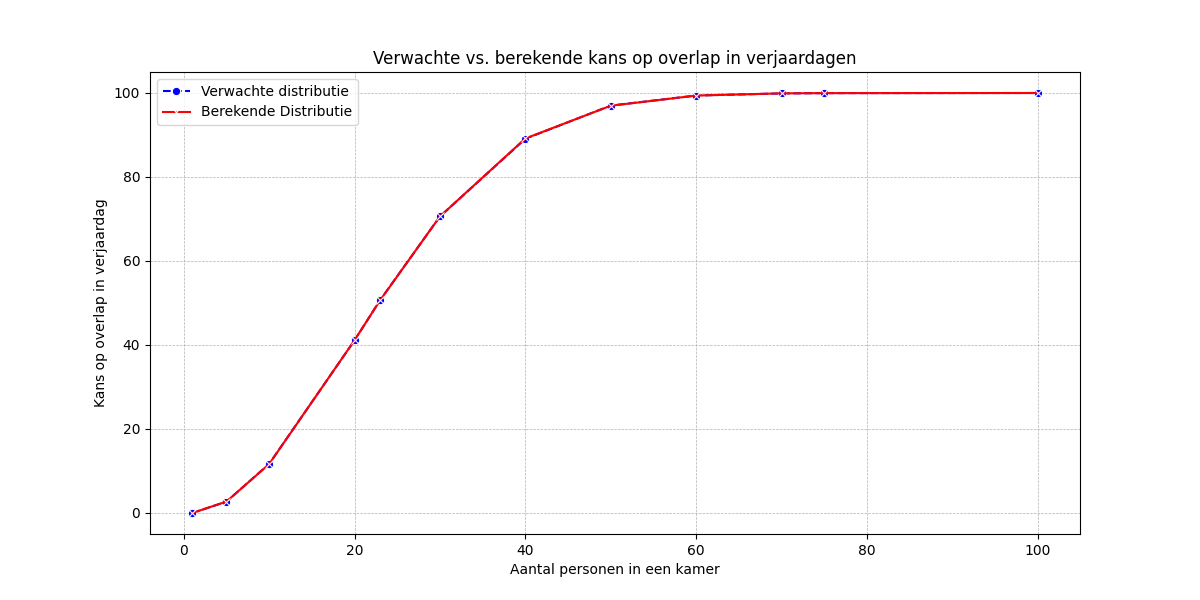 Verwachte vs. berekende kans op overlap in verjaardagen
Verwachte distributie
Berekende Distributie
Kans op overlap in verjaardag
100
80
60
40
20
0
0 20 40 60 80 100
Aantal personen in een kamer